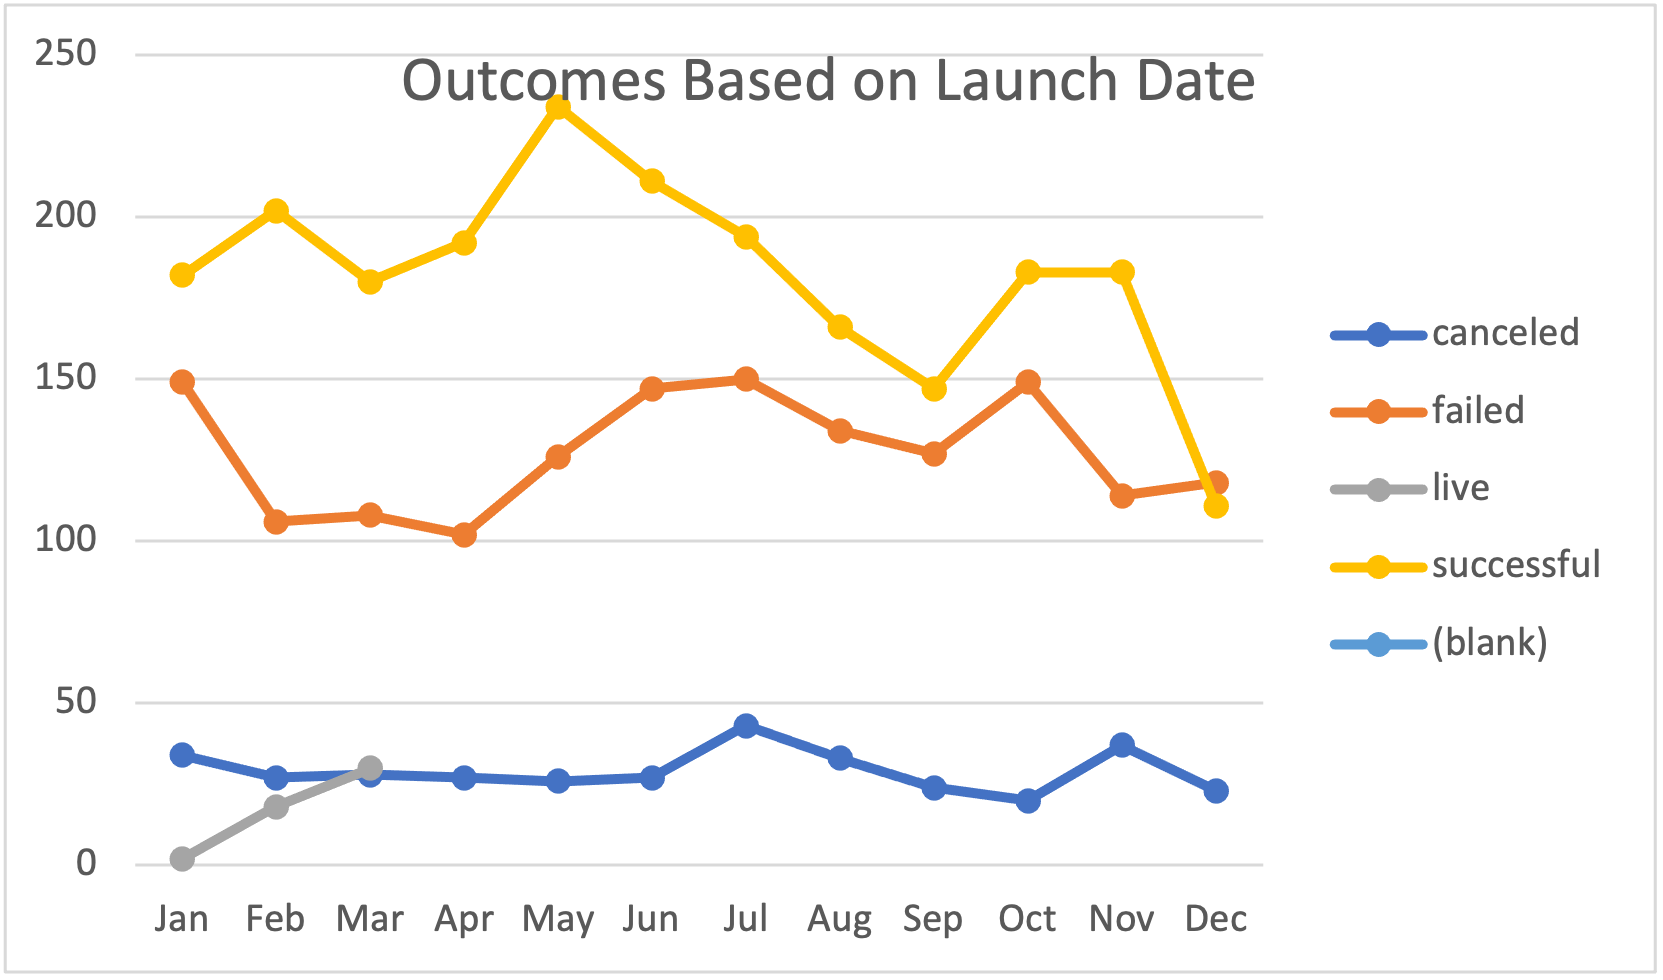 Outcomes Based on Launch Date
250
200
150
100
50
0
Jan Feb Mar Apr May Jun Jul Aug Sep Oct Nov Dec
canceled
failed
live
successful
(blank)